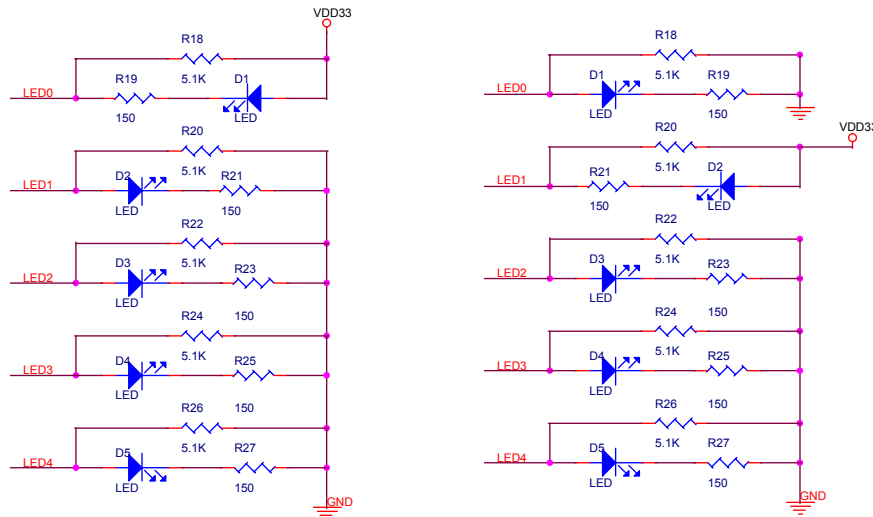 VDD33
R18
5.1K
R19
D1
LED0
150
LED
R20
5.1K
D2
R21
LED1
LED
150
R22
5.1K
D3
R23
LED2
LED
150
R24
5.1K
D4
R25
LED3
LED
150
R26
5.1K
D5
R27
LED4
LED
150
GND
R18
5.1K
D1
R19
LED0
LED
150
VDD33
R20
5.1K
R21
D2
LED1
150
LED
R22
5.1K
D3
R23
LED2
LED
150
R24
5.1K
D4
R25
LED3
LED
150
R26
5.1K
D5
R27
LED4
LED
150
GND